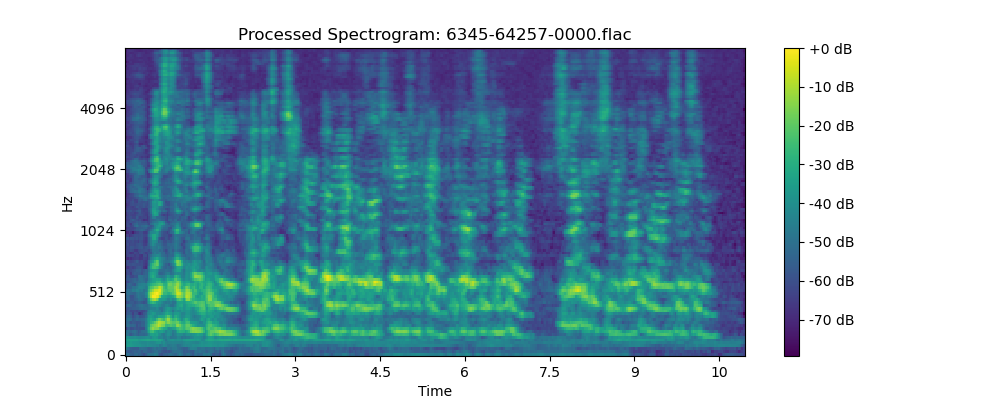 Processed Spectrogram: 6345-64257-0000.flac
Hz
4096
2048
1024
512
0
0 1.5 3 4.5 6 7.5 9 10
Time
+0 dB
-10 dB
-20 dB
-30 dB
-40 dB
-50 dB
-60 dB
-70 dB